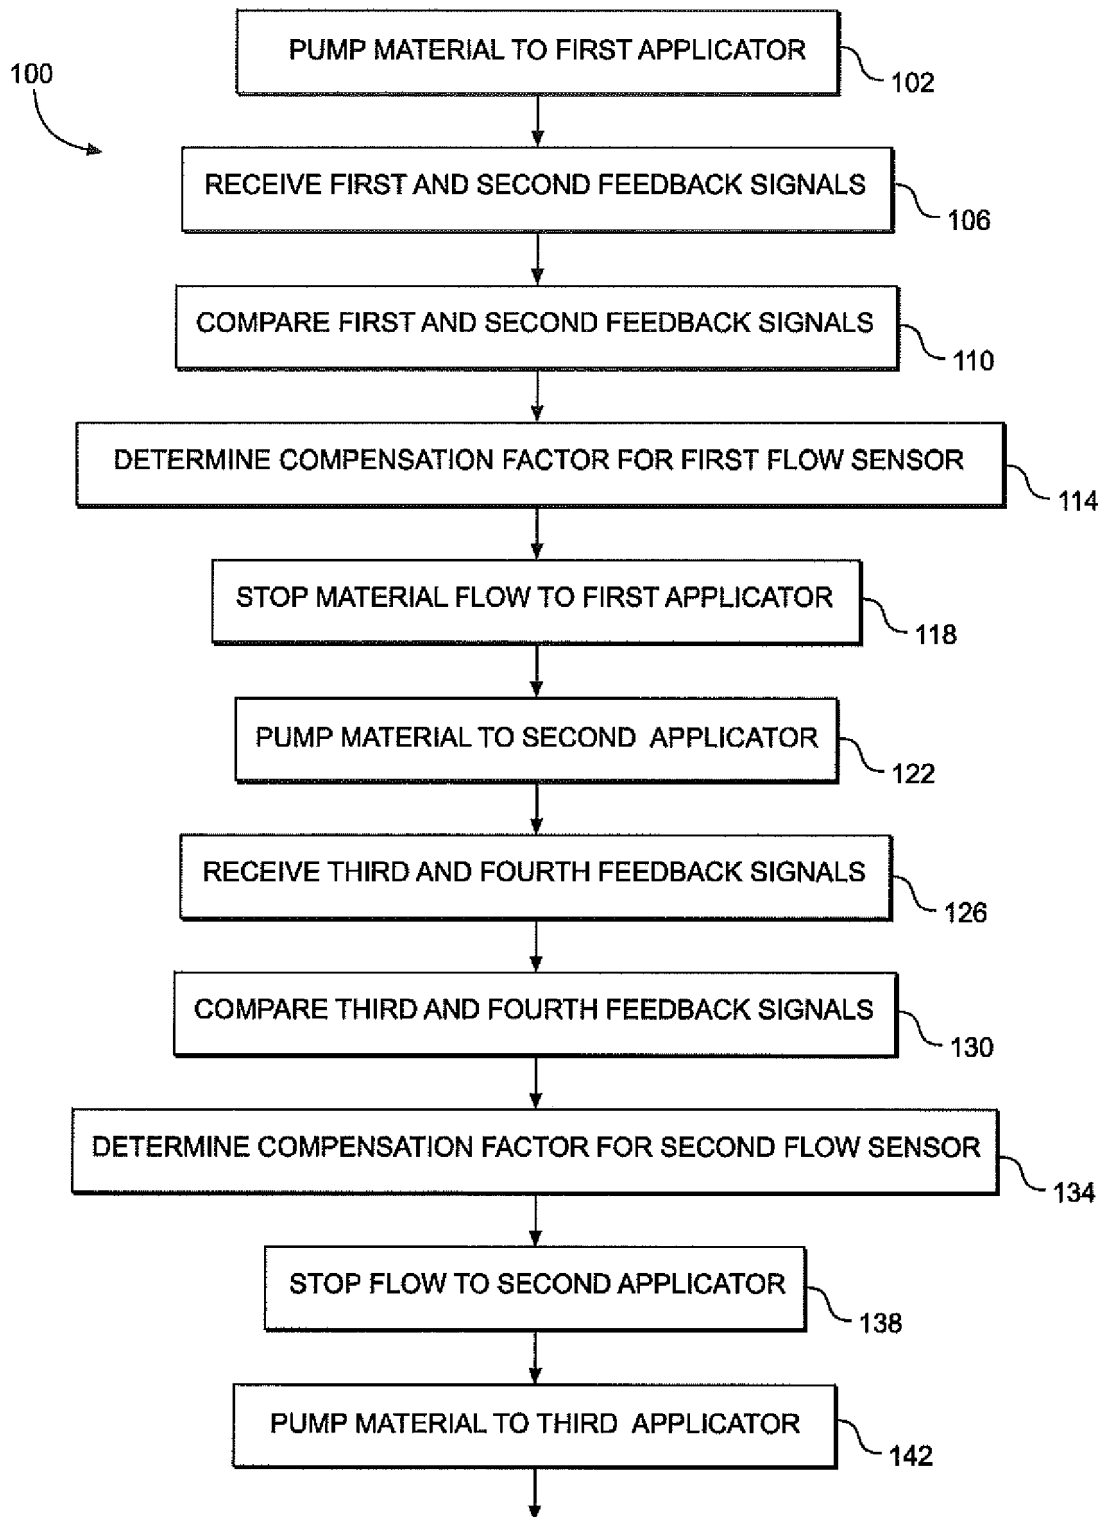 PUMP MATERIAL TO FIRST APPLICATOR
102
100
RECEIVE FIRST AND SECOND FEEDBACK SIGNALS
106
COMPARE FIRST AND SECOND FEEDBACK SIGNALS
110
DETERMINE COMPENSATION FACTOR FOR FIRST FLOW SENSOR
114
STOP MATERIAL FLOW TO FIRST APPLICATOR
118
PUMP MATERIAL TO SECOND APPLICATOR
122
RECEIVE THIRD AND FOURTH FEEDBACK SIGNALS
126
COMPARE THIRD AND FOURTH FEEDBACK SIGNALS
130
DETERMINE COMPENSATION FACTOR FOR SECOND FLOW SENSOR
134
STOP FLOW TO SECOND APPLICATOR
138
PUMP MATERIAL TO THIRD APPLICATOR
142